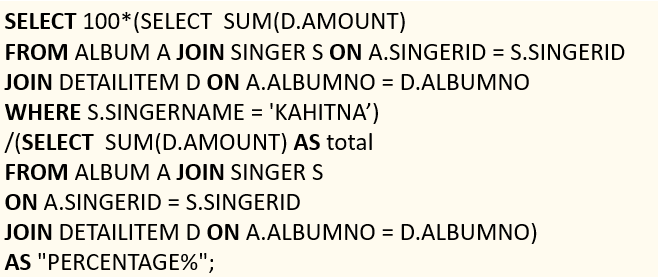 SELECT 100*(SELECT  SUM(D.AMOUNT)
FROM ALBUM A JOIN SINGER S ON A.SINGERID = S.SINGERID
JOIN DETAILITEM D ON A.ALBUMNO = D.ALBUMNO
WHERE S.SINGERNAME = 'KAHITNA’)
/(SELECT  SUM(D.AMOUNT) AS total
FROM ALBUM A JOIN SINGER S
ON A.SINGERID = S.SINGERID
JOIN DETAILITEM D ON A.ALBUMNO = D.ALBUMNO)
AS "PERCENTAGE%";